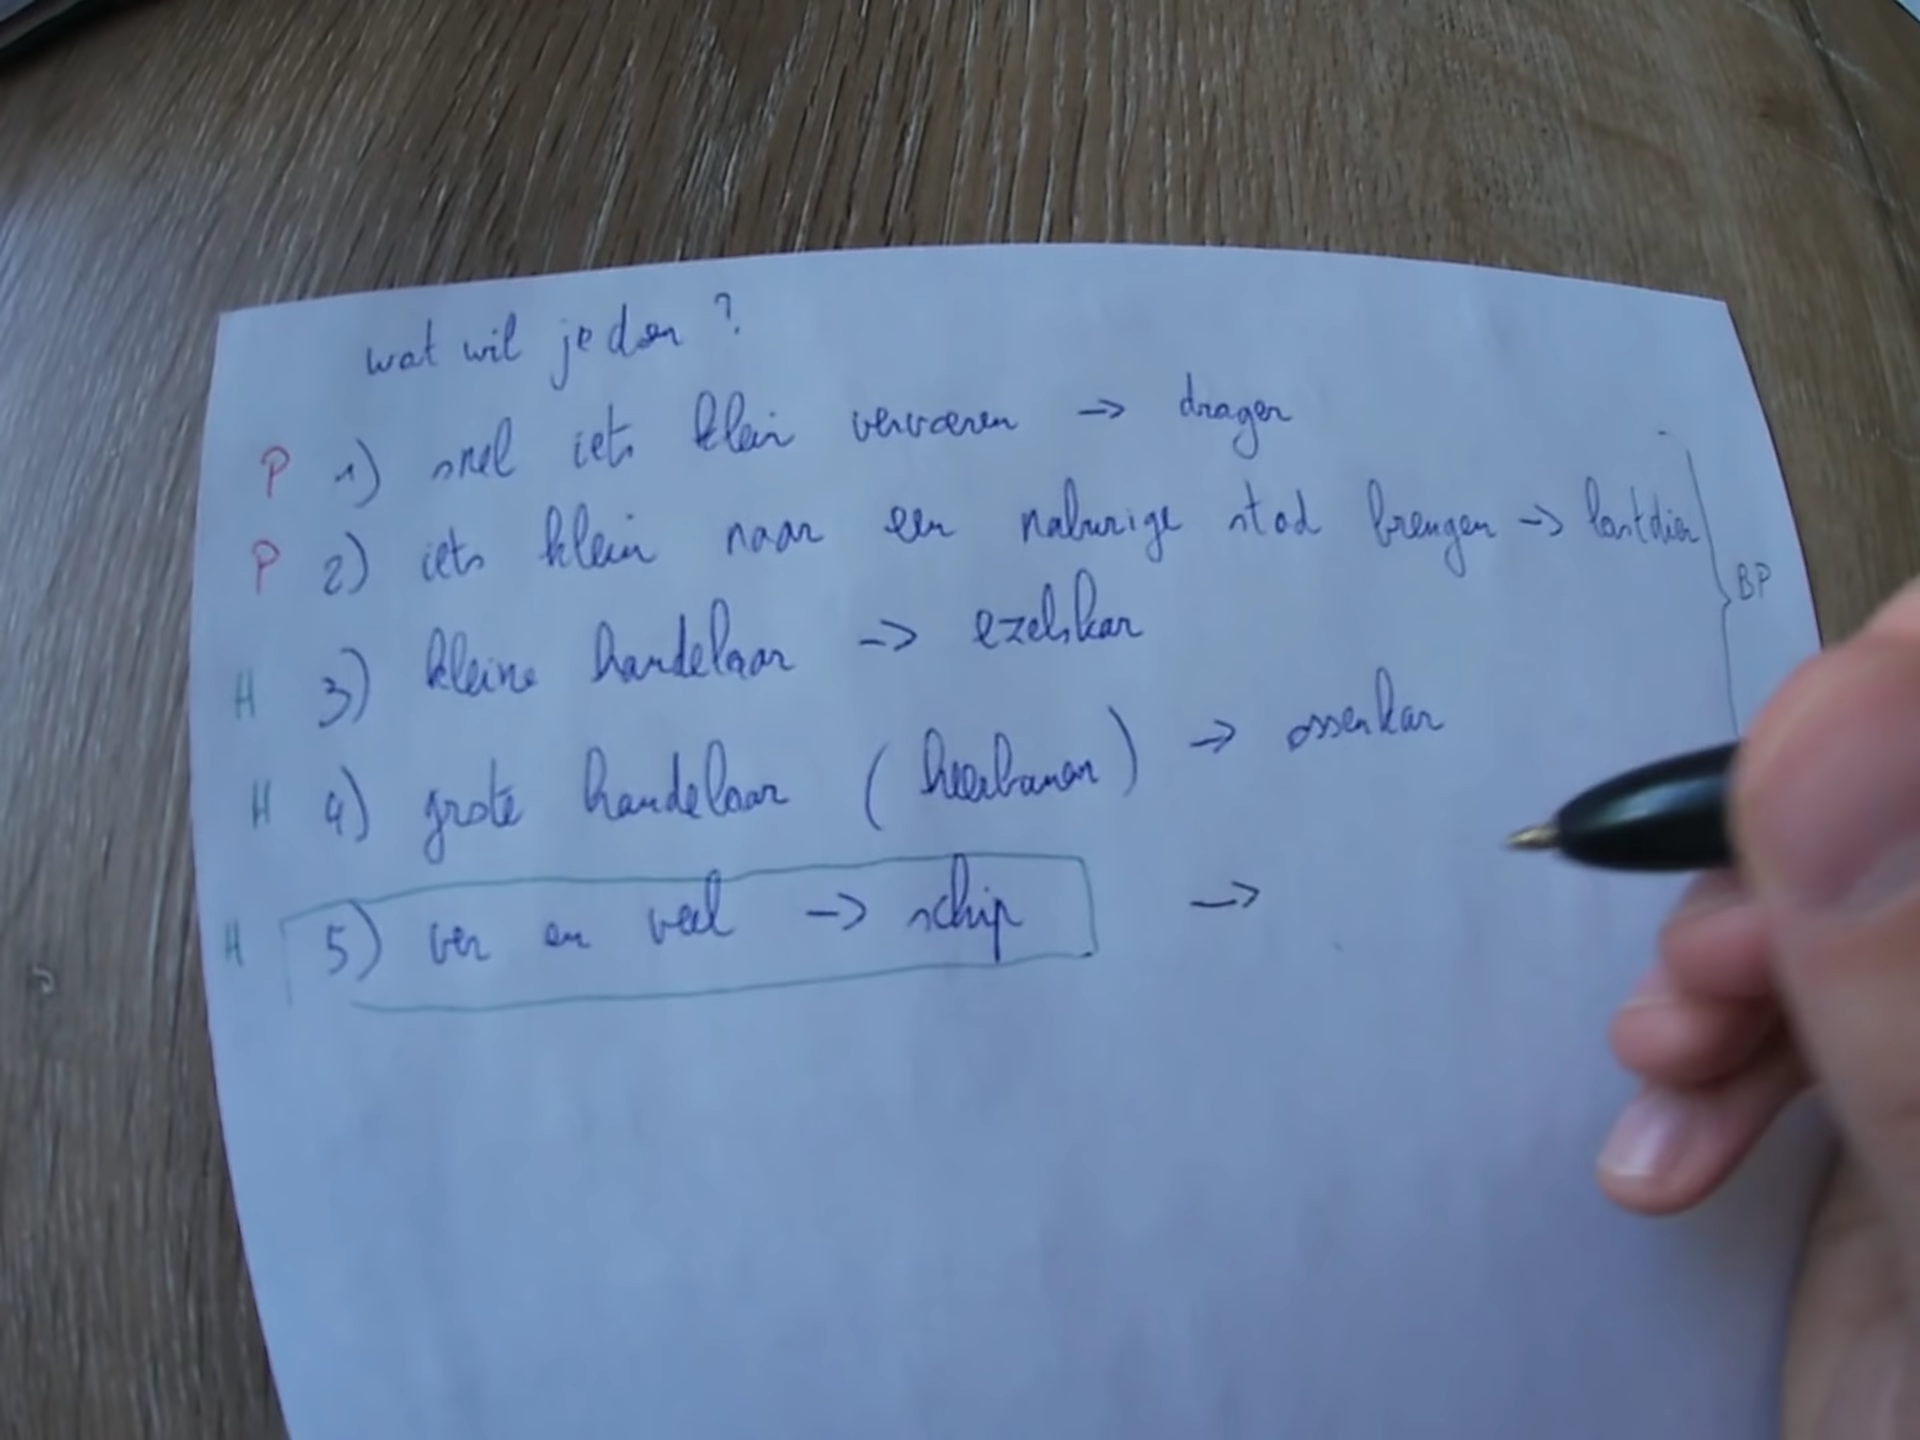 wat wil je doen ?
P 1) snel iets klein vervoeren -> drager
P 2) iets klein naar een naburige stad brengen -> lastdier
BP
H 3) kleine handelaar -> ezelskar
H 4) grote handelaar (heerbanen) -> ossenkar
H 5) ver en veel -> schip ->